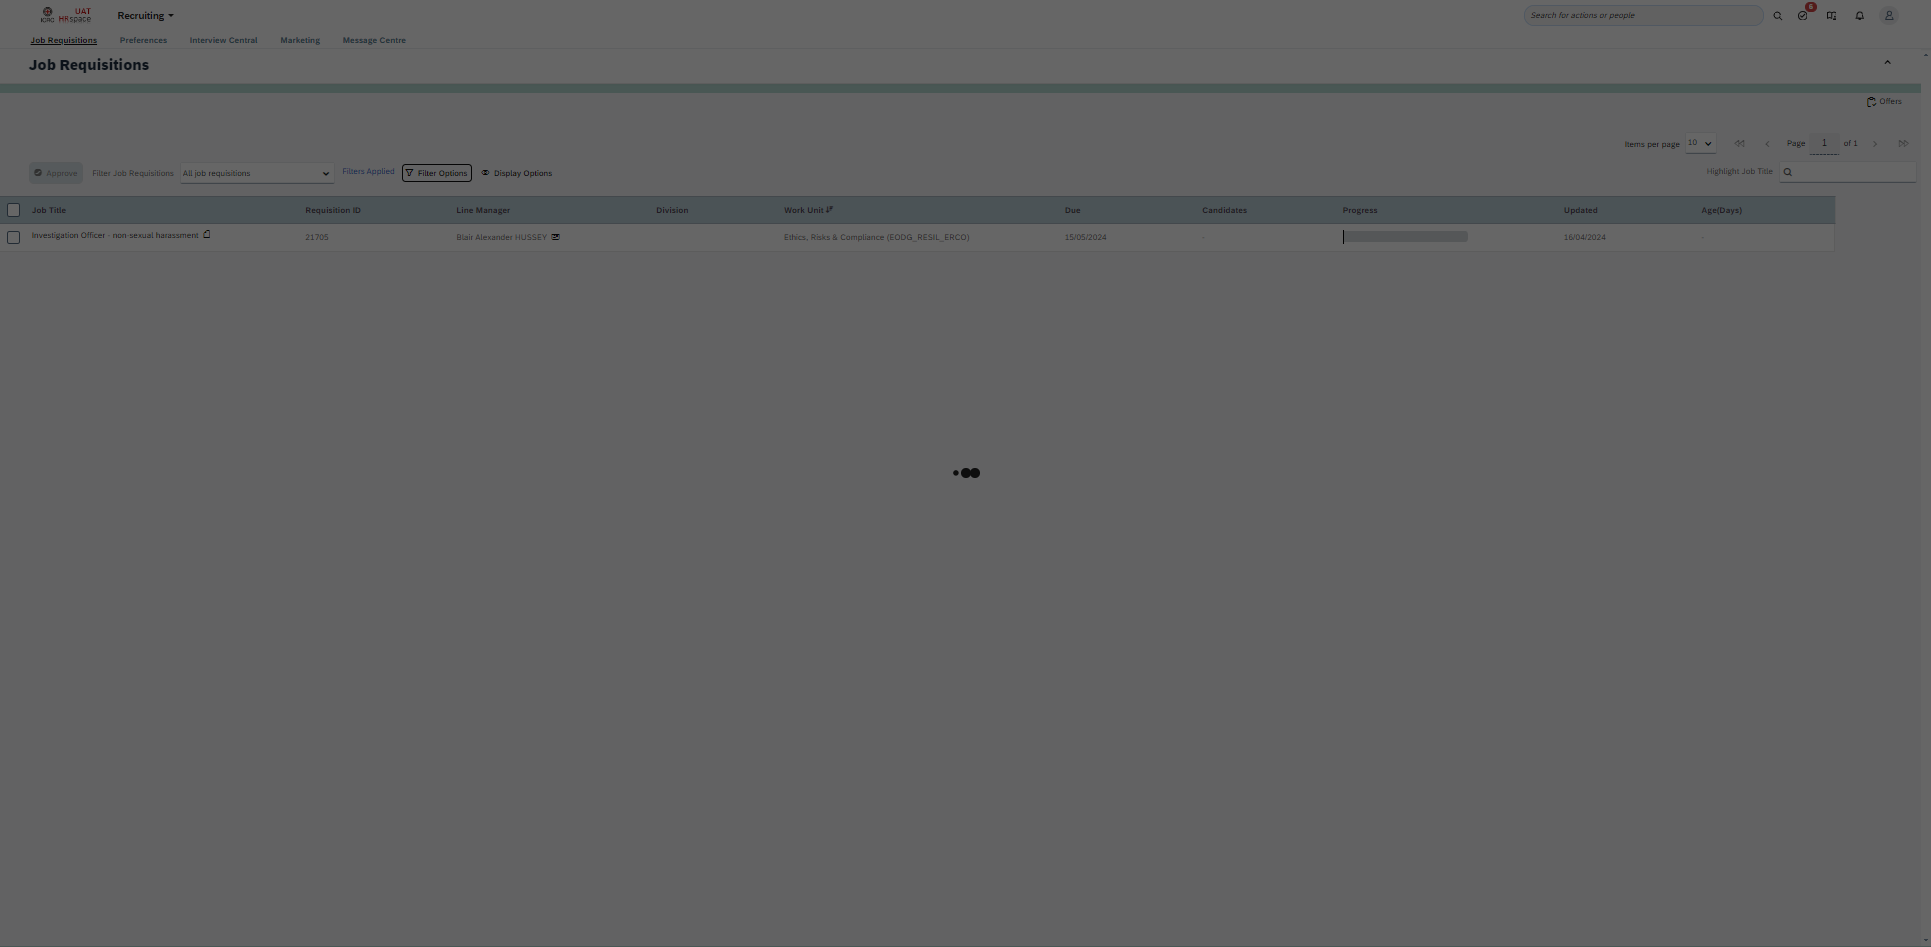 UAT
ICRC HR space
Recruiting
Search for actions or people
6
Job Requisitions Preferences Interview Central Marketing Message Centre
Job Requisitions
Offers
Items per page 10 Page 1 of 1
Approve Filter Job Requisitions All job requisitions Filters Applied Filter Options Display Options Highlight Job Title
Job Title Requisition ID Line Manager Division Work Unit Due Candidates Progress Updated Age(Days)
Investigation Officer - non-sexual harassment 21705 Blair Alexander HUSSEY Ethics, Risks & Compliance (EODG_RESIL_ERCO) 15/05/2024 - 16/04/2024 -